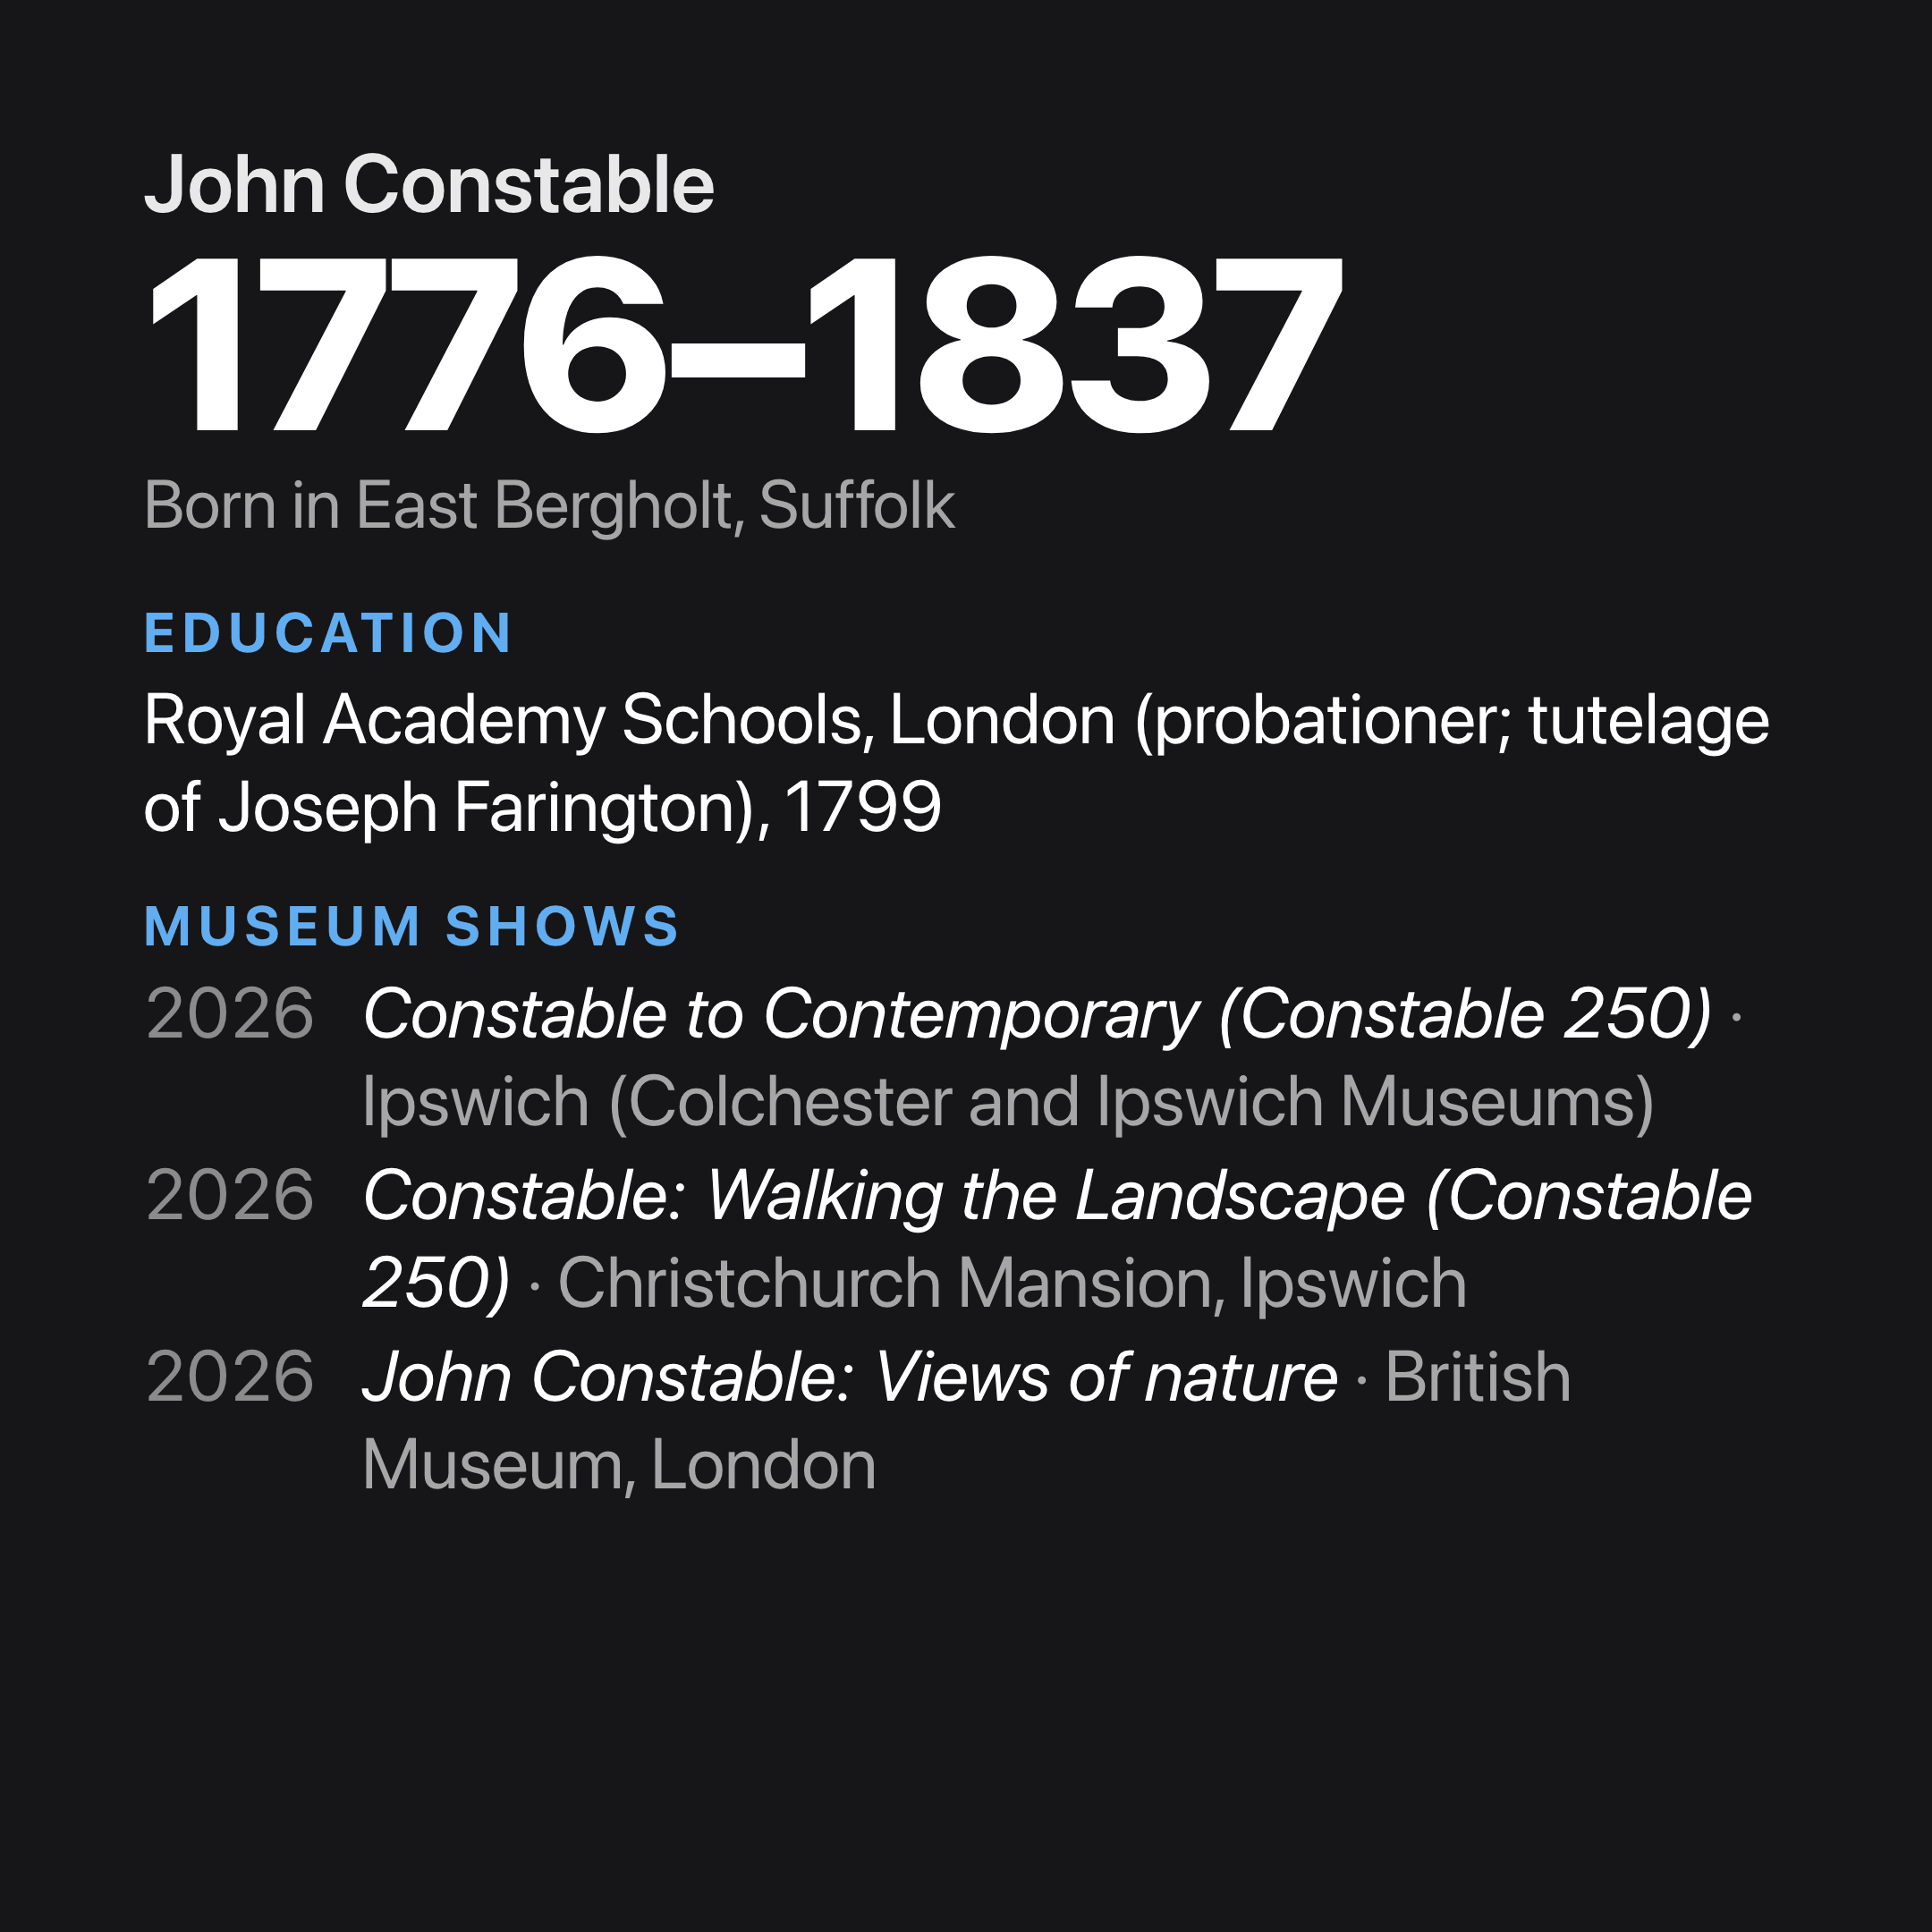 John Constable
1776–1837
Born in East Bergholt, Suffolk
EDUCATION
Royal Academy Schools, London (probationer; tutelage
of Joseph Farington), 1799
MUSEUM SHOWS
2026 Constable to Contemporary (Constable 250) ·
Ipswich (Colchester and Ipswich Museums)
2026 Constable: Walking the Landscape (Constable
250) · Christchurch Mansion, Ipswich
2026 John Constable: Views of nature · British
Museum, London